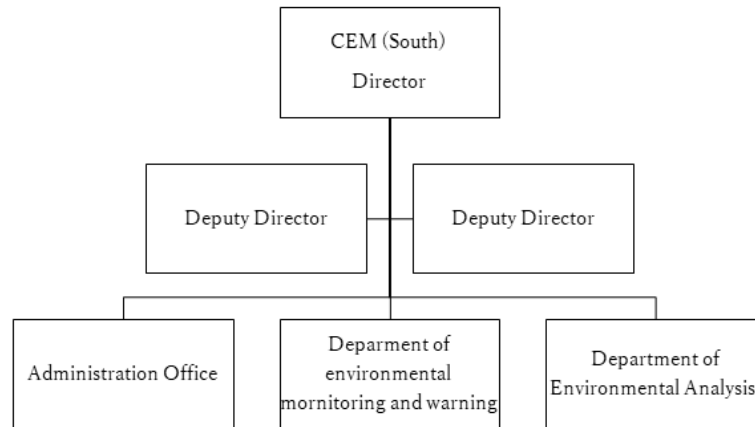 CEM (South)
Director
Deputy Director
Deputy Director
Administration Office
Deparment of
environmental
mornitoring and warning
Department of
Environmental Analysis